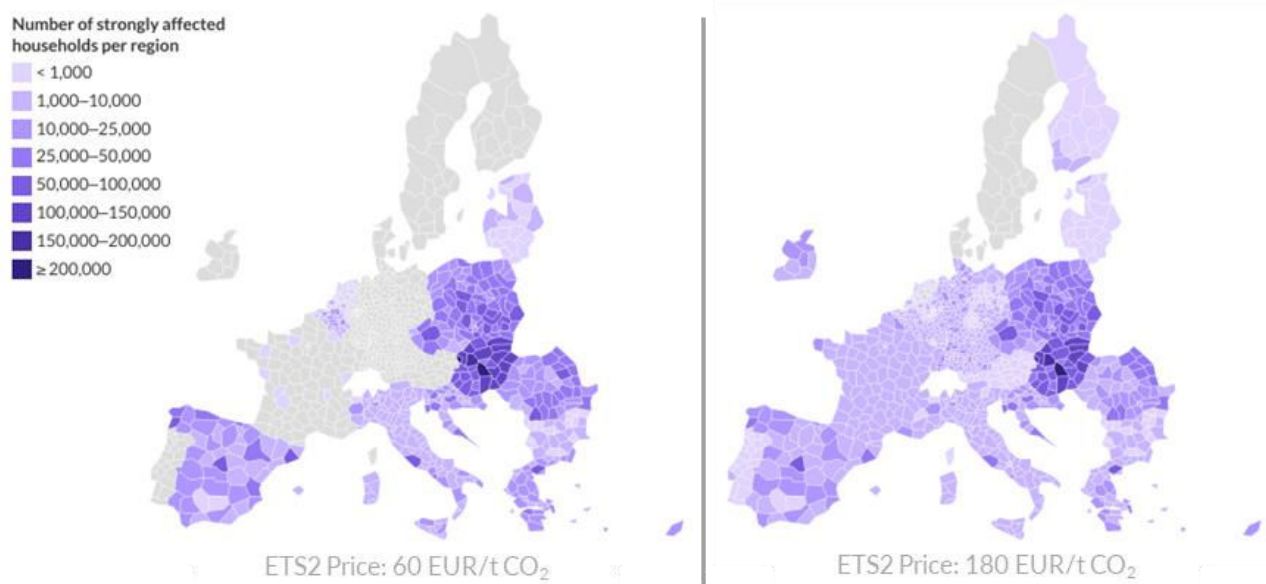 Number of strongly affected
households per region
< 1,000
1,000–10,000
10,000–25,000
25,000–50,000
50,000–100,000
100,000–150,000
150,000–200,000
≥ 200,000
ETS2 Price: 60 EUR/t CO₂
ETS2 Price: 180 EUR/t CO₂